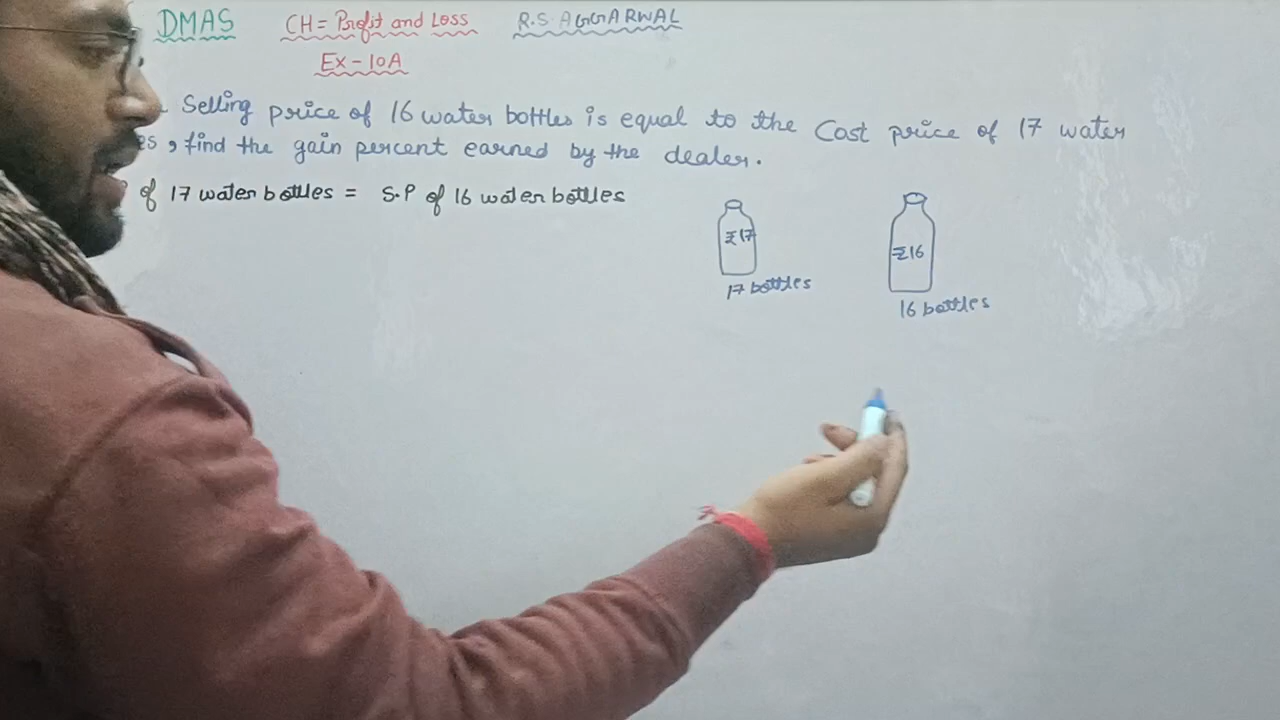 DMAS CH= Profit and Loss R.S. AGGARWAL
Ex-10A
Selling price of 16 water bottles is equal to the Cost price of 17 water
es, find the gain percent earned by the dealer.
of 17 water bottles = S.P of 16 water bottles
₹17
₹16
17 bottles
16 bottles